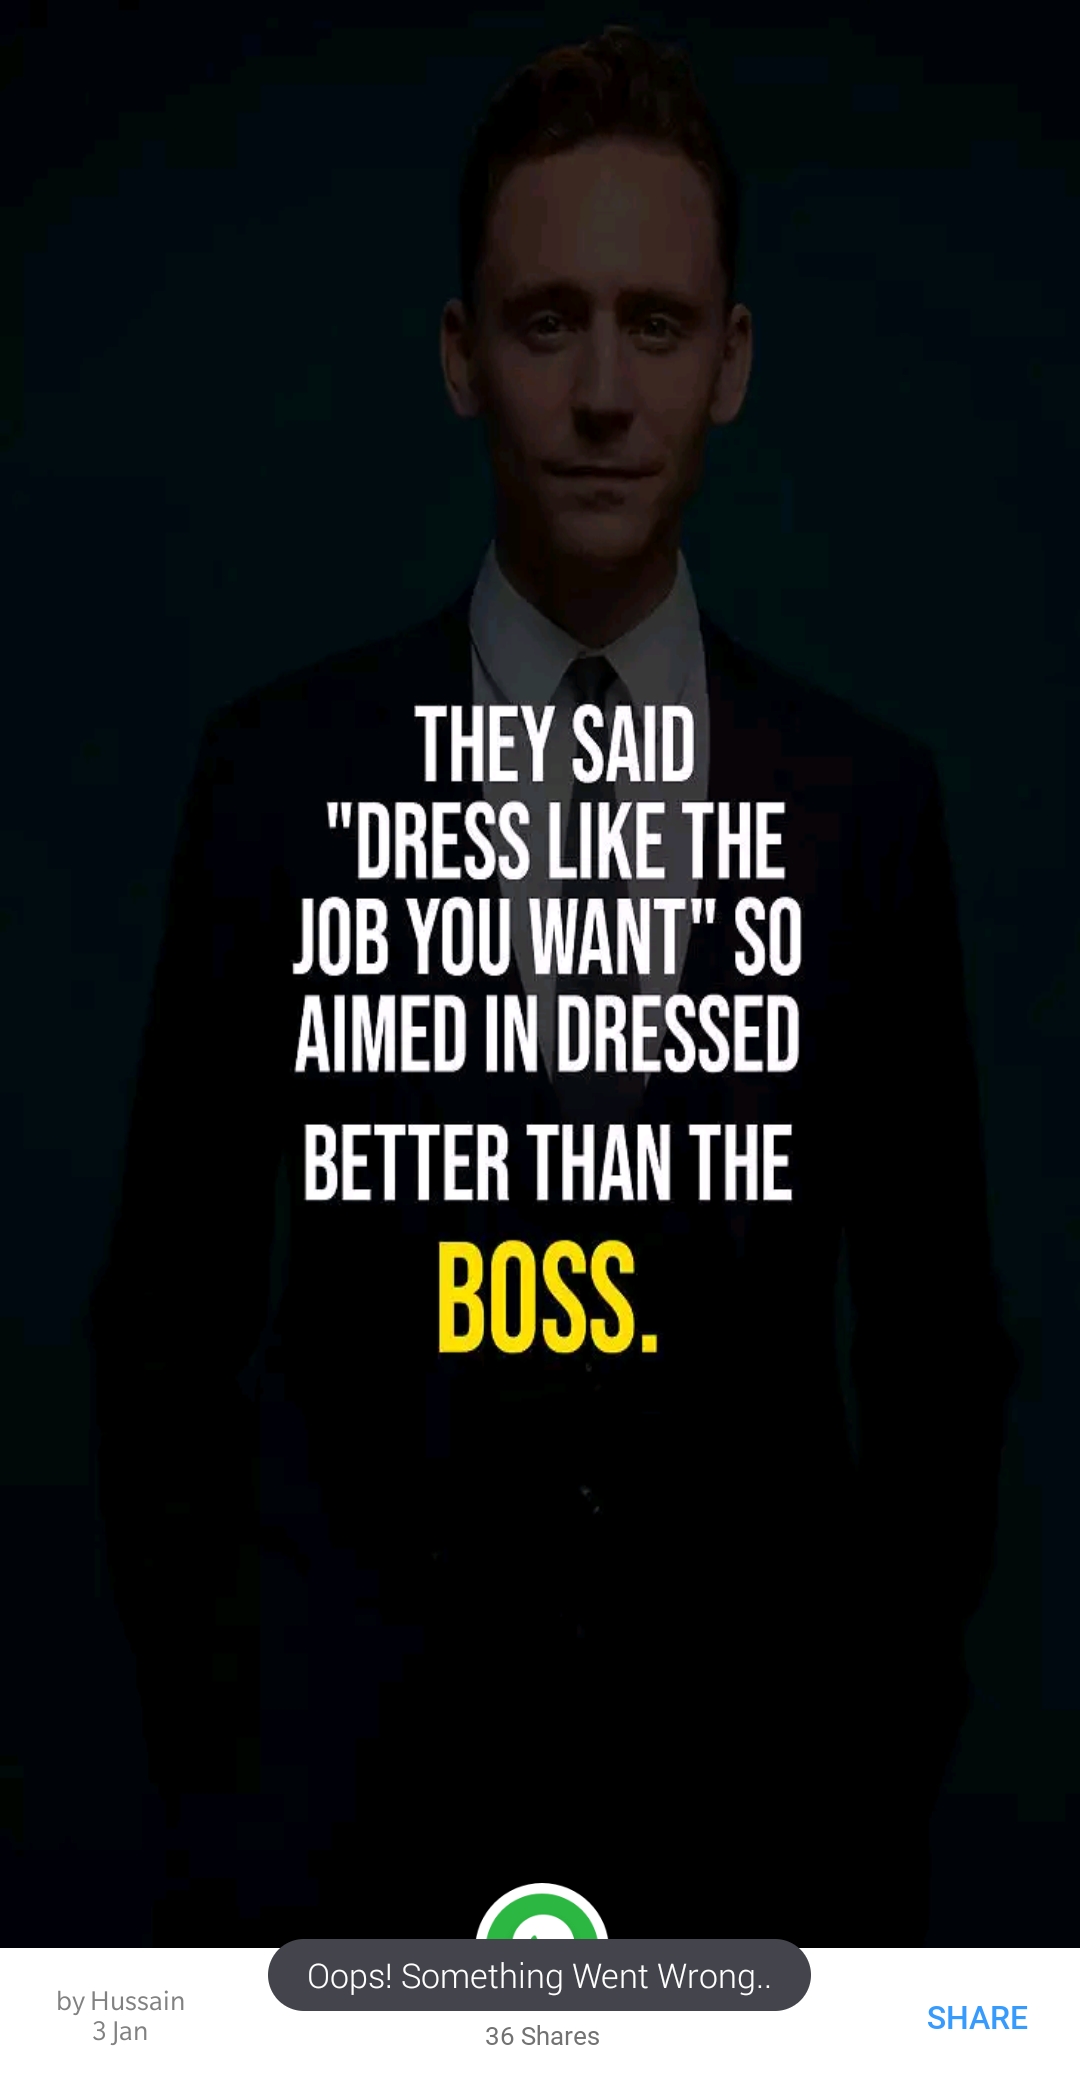 THEY SAID
"DRESS LIKE THE
JOB YOU WANT" SO
AIMED IN DRESSED
BETTER THAN THE
BOSS.
Oops! Something Went Wrong..
by Hussain
3 Jan
36 Shares
SHARE